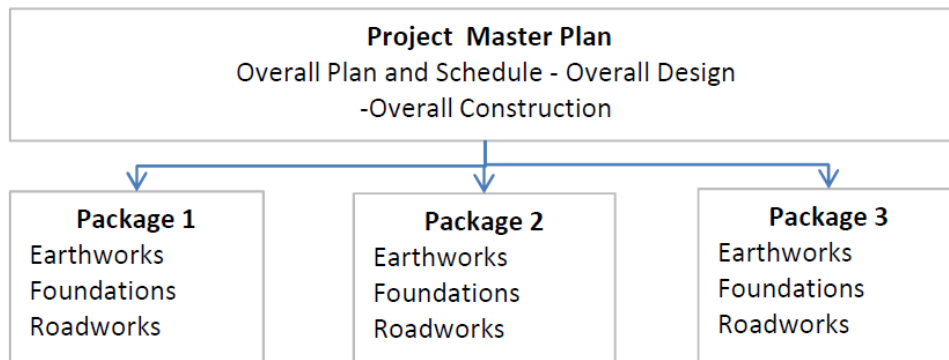 Project Master Plan
Overall Plan and Schedule - Overall Design
-Overall Construction
Package 1
Earthworks
Foundations
Roadworks
Package 2
Earthworks
Foundations
Roadworks
Package 3
Earthworks
Foundations
Roadworks